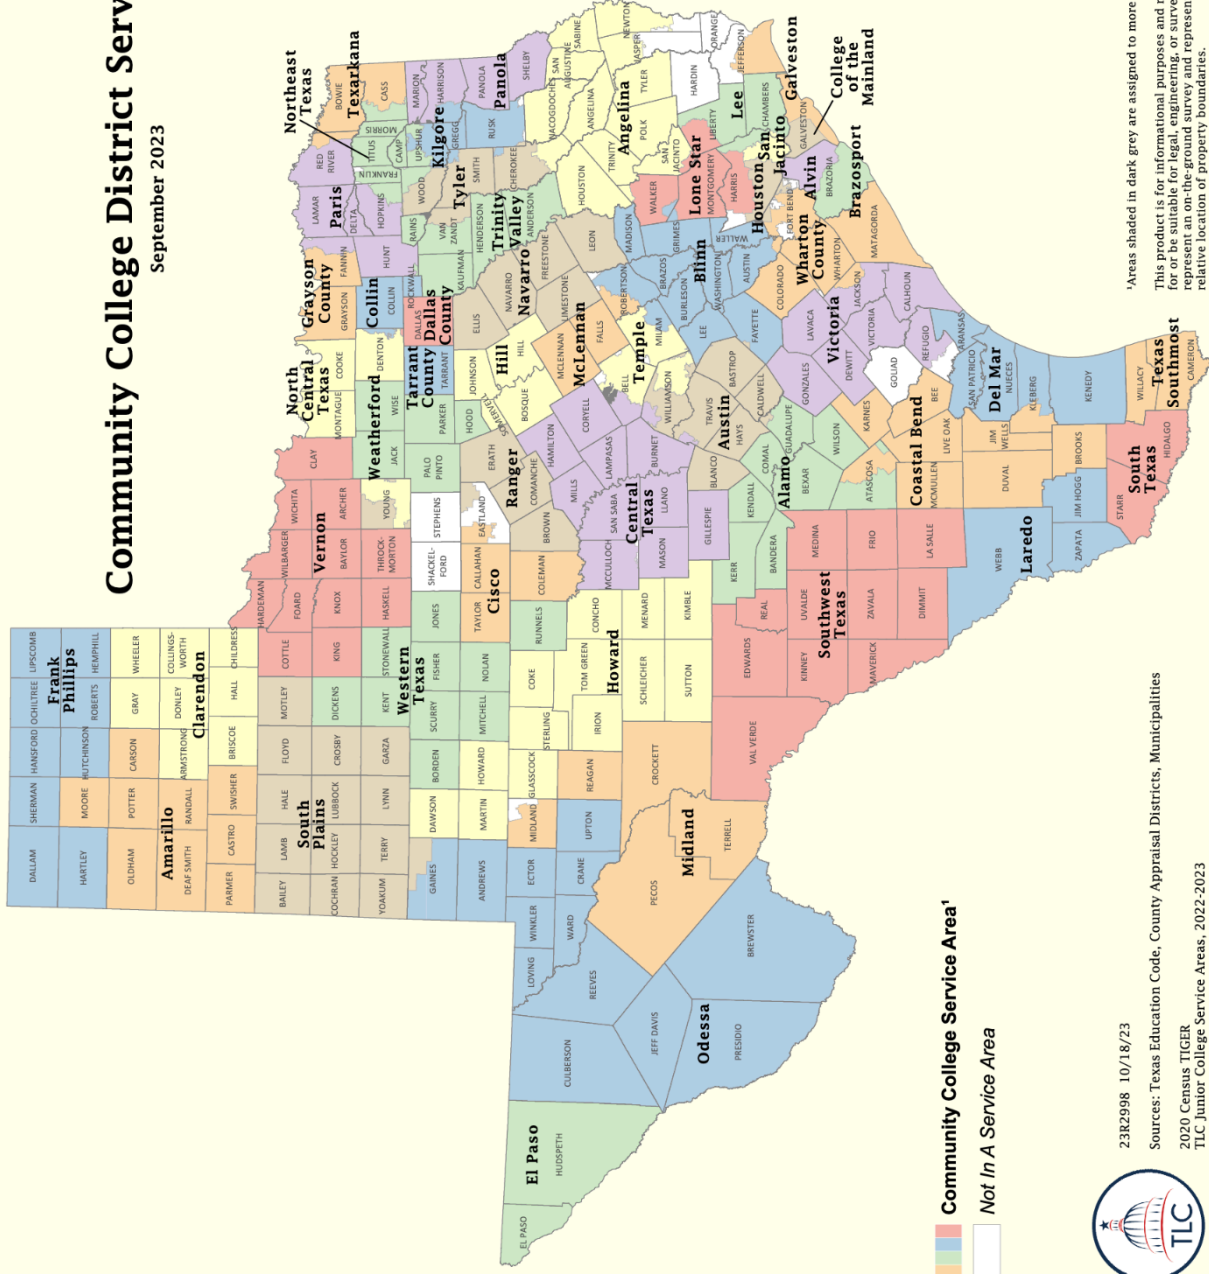 Community College District Serv
September 2023
DALLAM
SHERMAN
HANSFORD
OCHILTREE
LIPSCOMB
HARTLEY
MOORE
HUTCHINSON
ROBERTS
HEMPHILL
Frank
Phillips
OLDHAM
POTTER
CARSON
GRAY
WHEELER
DEAF SMITH
RANDALL
ARMSTRONG
DONLEY
COLLINGS-
WORTH
Amarillo
Clarendon
PARMER
CASTRO
SWISHER
BRISCOE
HALL
CHILDRESS
BAILEY
LAMB
HALE
FLOYD
MOTLEY
COTTLE
HARDEMAN
FOARD
WILBARGER
WICHITA
CLAY
COCHRAN
HOCKLEY
LUBBOCK
CROSBY
DICKENS
KING
KNOX
BAYLOR
ARCHER
South
Plains
Vernon
YOAKUM
TERRY
LYNN
GARZA
KENT
STONEWALL
HASKELL
THROCK-
MORTON
YOUNG
JACK
WISE
DENTON
MONTAGUE
COOKE
North
Central
Texas
Weatherford
Western
Texas
GAINES
DAWSON
BORDEN
SCURRY
FISHER
JONES
SHACKEL-
FORD
STEPHENS
PALO
PINTO
PARKER
TARRANT
Tarrant
County
DALLAS
Dallas
County
ROCKWALL
GRAYSON
FANNIN
Grayson
County
COLLIN
Collin
HUNT
LAMAR
DELTA
RED
RIVER
HOPKINS
Paris
BOWIE
Texarkana
CASS
Northeast
Texas
FRANKLIN
TITUS
CAMP
MORRIS
MARION
HARRISON
PANOLA
Panola
SHELBY
UPSHUR
Kilgore
GREGG
RUSK
WOOD
RAINS
Tyler
SMITH
CHEROKEE
VAN
ZANDT
KAUFMAN
HENDERSON
Trinity
Valley
ANDERSON
ANDREWS
MARTIN
HOWARD
MITCHELL
NOLAN
TAYLOR
CALLAHAN
Cisco
EASTLAND
ERATH
HOOD
SOMERVELL
JOHNSON
ELLIS
NAVARRO
Navarro
FREESTONE
LEON
LIMESTONE
HILL
Hill
BOSQUE
MCLENNAN
McLennan
FALLS
LOVING
WINKLER
ECTOR
MIDLAND
GLASSCOCK
STERLING
COKE
RUNNELS
COLEMAN
BROWN
COMANCHE
Ranger
HAMILTON
MILLS
CORYELL
LAMPASAS
BELL
Temple
MILAM
WILLIAMSON
BURNET
WARD
CRANE
UPTON
REAGAN
IRION
TOM GREEN
CONCHO
Howard
MCCULLOCH
SAN SABA
Central
Texas
LLANO
MASON
GILLESPIE
MENARD
SCHLEICHER
SUTTON
KIMBLE
CROCKETT
EL PASO
El Paso
HUDSPETH
CULBERSON
REEVES
JEFF DAVIS
PRESIDIO
BREWSTER
Odessa
PECOS
TERRELL
Midland
VAL VERDE
EDWARDS
REAL
KERR
KENDALL
BANDERA
KINNEY
UVALDE
MEDINA
Southwest
Texas
MAVERICK
ZAVALA
FRIO
DIMMIT
LA SALLE
BLANCO
TRAVIS
Austin
HAYS
BASTROP
CALDWELL
COMAL
GUADALUPE
BEXAR
Alamo
WILSON
ATASCOSA
KARNES
GONZALES
LEE
BURLESON
BRAZOS
ROBERTSON
MADISON
GRIMES
Blinn
WASHINGTON
WALLER
AUSTIN
FAYETTE
COLORADO
LAVACA
DEWITT
Victoria
VICTORIA
JACKSON
CALHOUN
GOLIAD
REFUGIO
Wharton
County
WHARTON
FORT BEND
MATAGORDA
BRAZORIA
Brazosport
Alvin
HOUSTON
TRINITY
POLK
ANGELINA
Angelina
NACOGDOCHES
SAN
AUGUSTINE
SABINE
NEWTON
JASPER
TYLER
SAN
JACINTO
WALKER
MONTGOMERY
Lone Star
HARRIS
LIBERTY
HARDIN
ORANGE
JEFFERSON
CHAMBERS
Lee
San
Jacinto
Houston
GALVESTON
Galveston
College
of the
Mainland
MCMULLEN
LIVE OAK
BEE
Coastal Bend
SAN PATRICIO
ARANSAS
NUECES
Del Mar
JIM
WELLS
KLEBERG
DUVAL
KENEDY
BROOKS
WEBB
Laredo
JIM HOGG
ZAPATA
STARR
South
Texas
HIDALGO
WILLACY
Texas
Southmost
CAMERON
Community College Service Area¹
Not In A Service Area
TLC
23R2998 10/18/23
Sources: Texas Education Code, County Appraisal Districts, Municipalities
2020 Census TIGER
TLC Junior College Service Areas, 2022-2023
¹Areas shaded in dark grey are assigned to more
This product is for informational purposes and
for or be suitable for legal, engineering, or surve
represent an on-the-ground survey and represen
relative location of property boundaries.